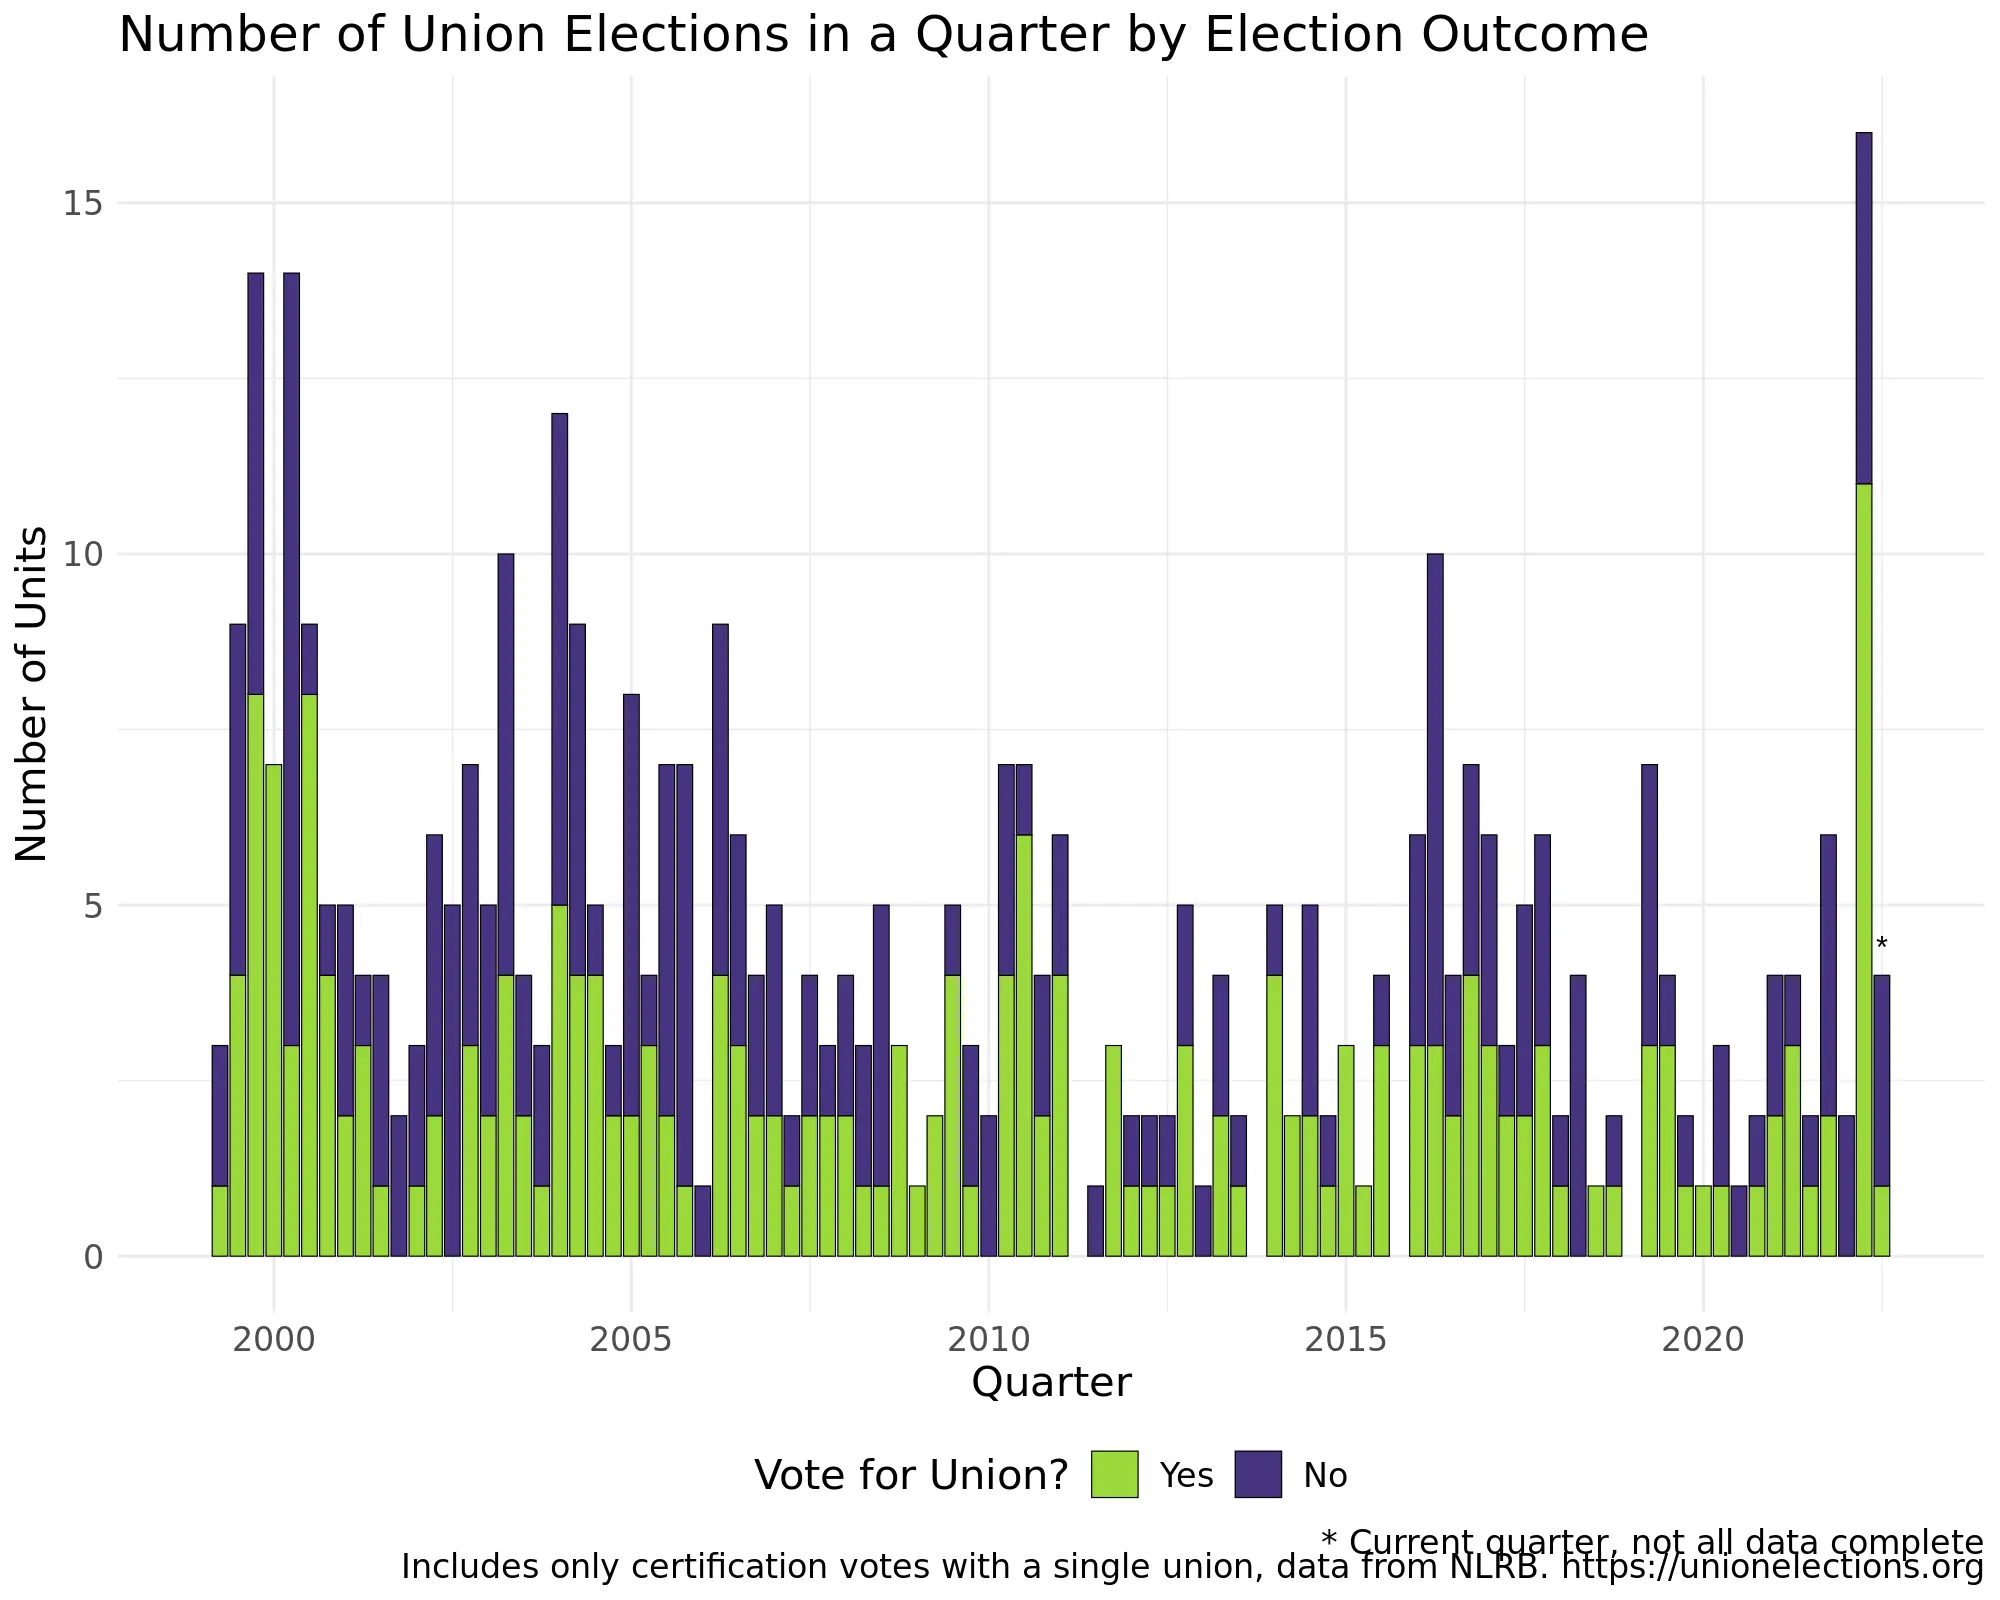 Number of Union Elections in a Quarter by Election Outcome
Number of Units
15
10
5
0
*
2000 2005 2010 2015 2020
Quarter
Vote for Union? Yes No
* Current quarter, not all data complete
Includes only certification votes with a single union, data from NLRB. https://unionelections.org